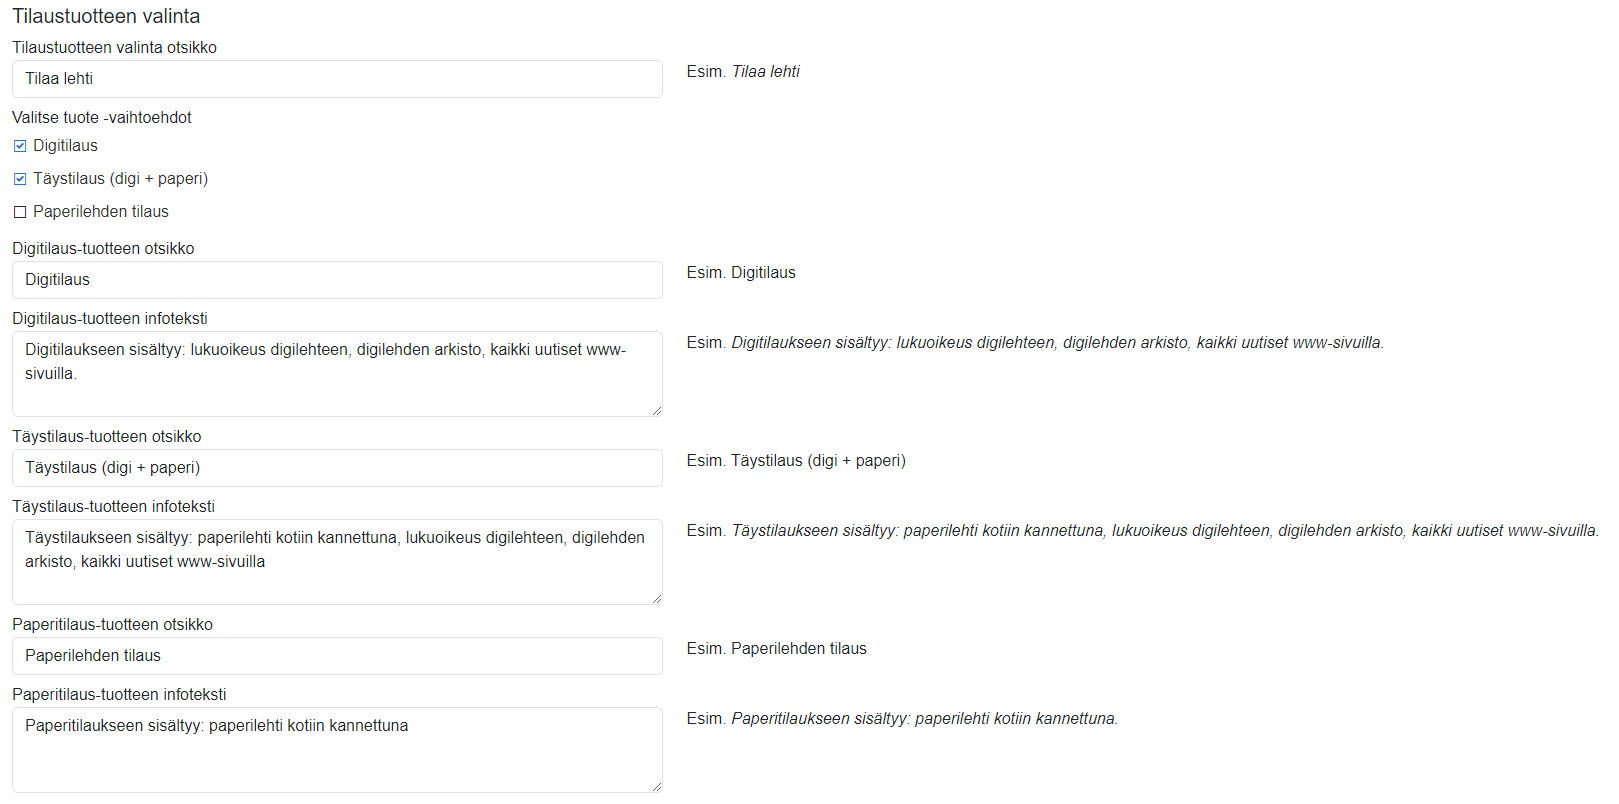 Tilaustuotteen valinta
Tilaustuotteen valinta otsikko
Tilaa lehti
Esim. Tilaa lehti
Valitse tuote -vaihtoehdot
Digitilaus
Täystilaus (digi + paperi)
Paperilehden tilaus
Digitilaus-tuotteen otsikko
Digitilaus
Esim. Digitilaus
Digitilaus-tuotteen infoteksti
Digitilaukseen sisältyy: lukuoikeus digilehteen, digilehden arkisto, kaikki uutiset www-
sivuilla.
Esim. Digitilaukseen sisältyy: lukuoikeus digilehteen, digilehden arkisto, kaikki uutiset www-sivuilla.
Täystilaus-tuotteen otsikko
Täystilaus (digi + paperi)
Esim. Täystilaus (digi + paperi)
Täystilaus-tuotteen infoteksti
Täystilaukseen sisältyy: paperilehti kotiin kannettuna, lukuoikeus digilehteen, digilehden
arkisto, kaikki uutiset www-sivuilla
Esim. Täystilaukseen sisältyy: paperilehti kotiin kannettuna, lukuoikeus digilehteen, digilehden arkisto, kaikki uutiset www-sivuilla.
Paperitilaus-tuotteen otsikko
Paperilehden tilaus
Esim. Paperilehden tilaus
Paperitilaus-tuotteen infoteksti
Paperitilaukseen sisältyy: paperilehti kotiin kannettuna
Esim. Paperitilaukseen sisältyy: paperilehti kotiin kannettuna.